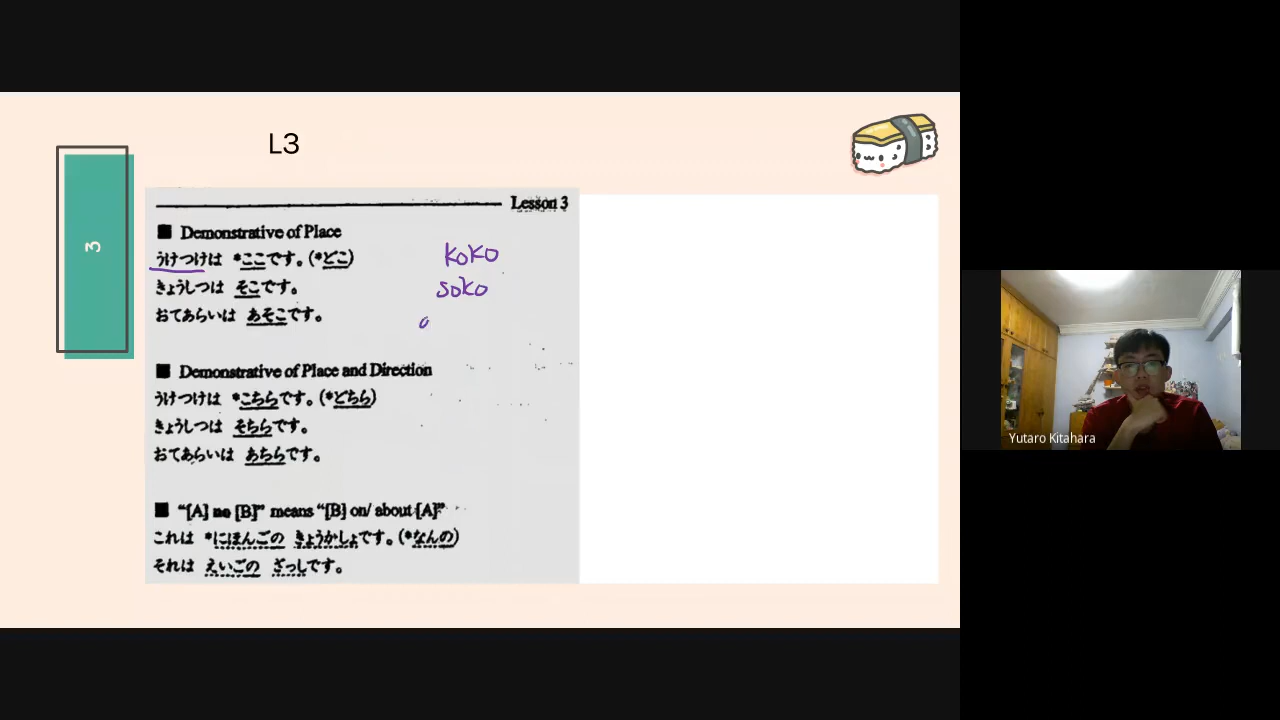 L3
3
Lesson 3
■ Demonstrative of Place
うけつけは *ここです。(*どこ)
KoKo
きょうしつは そこです。
soKo
おてあらいは あそこです。
a
■ Demonstrative of Place and Direction
うけつけは *こちらです。(*どちら)
きょうしつは そちらです。
おてあらいは あちらです。
■ "[A] no [B]" means "[B] on/ about [A]"
これは *にほんごの きょうかしょです。(*なんの)
それは えいごの ざっしです。
Yutaro Kitahara